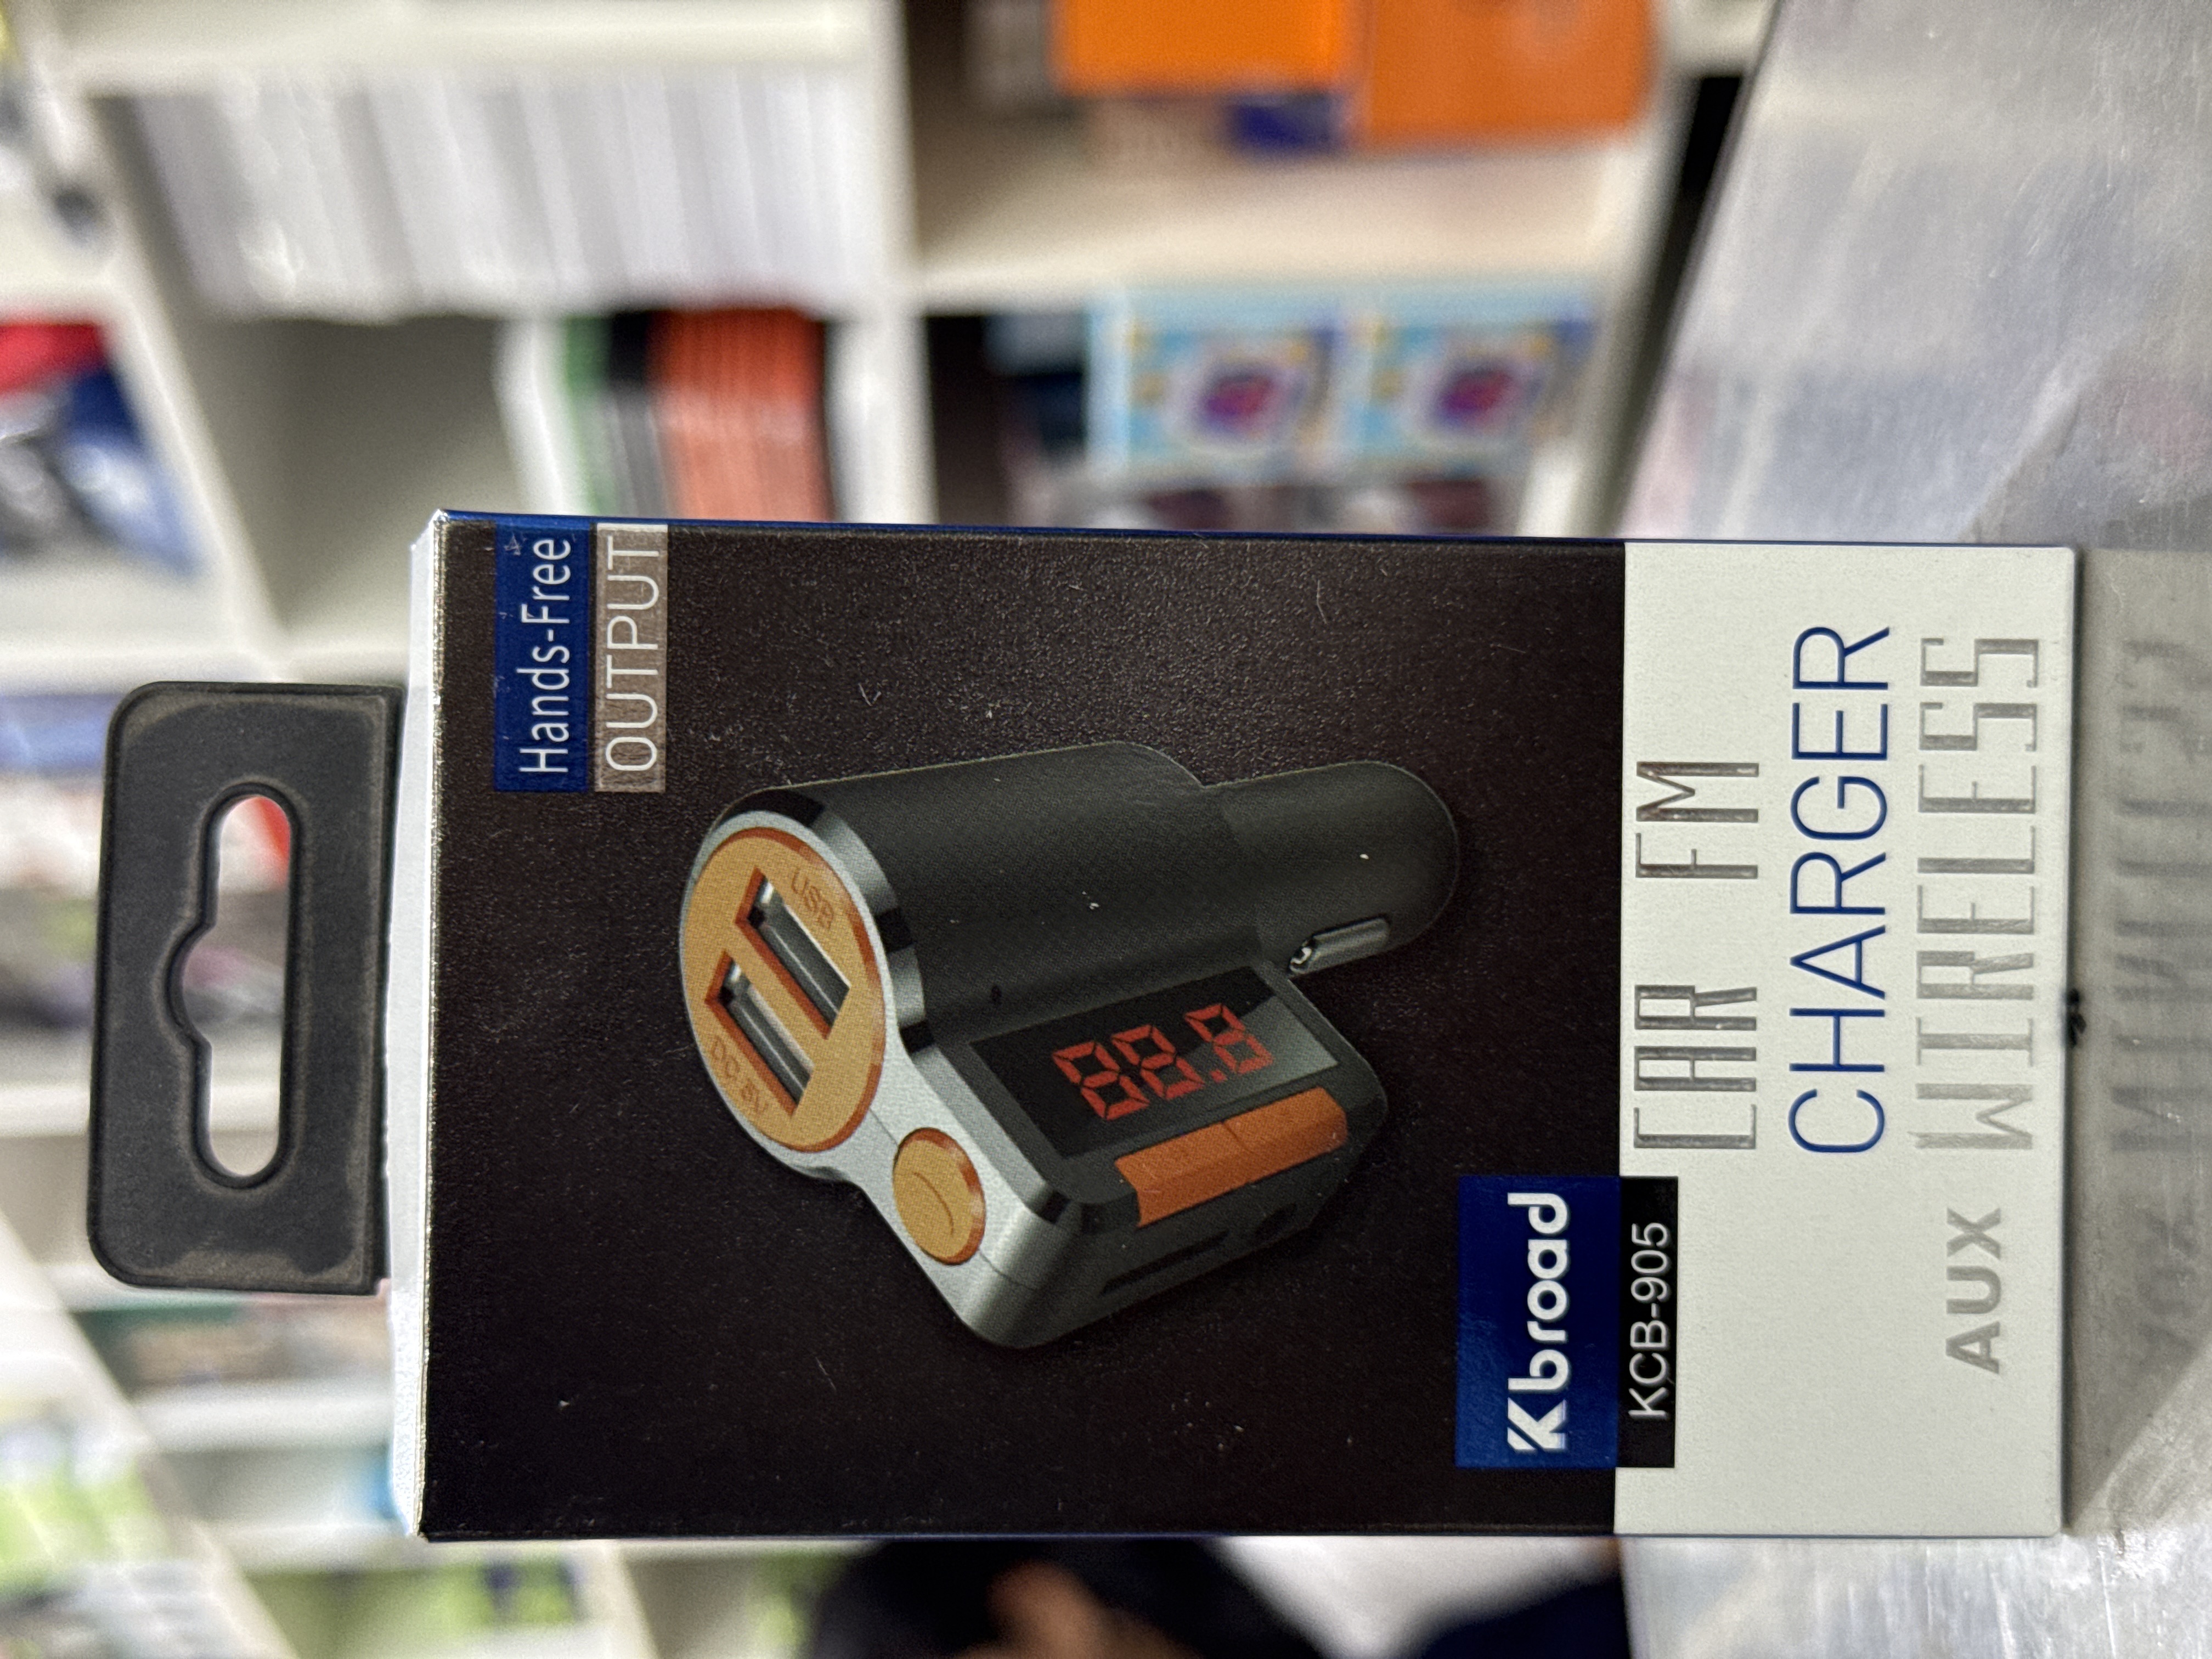 Hands-Free
OUTPUT
USB
DC 5V
88.8
Kbroad
KCB-905
CAR FM
CHARGER
AUX WIRELESS